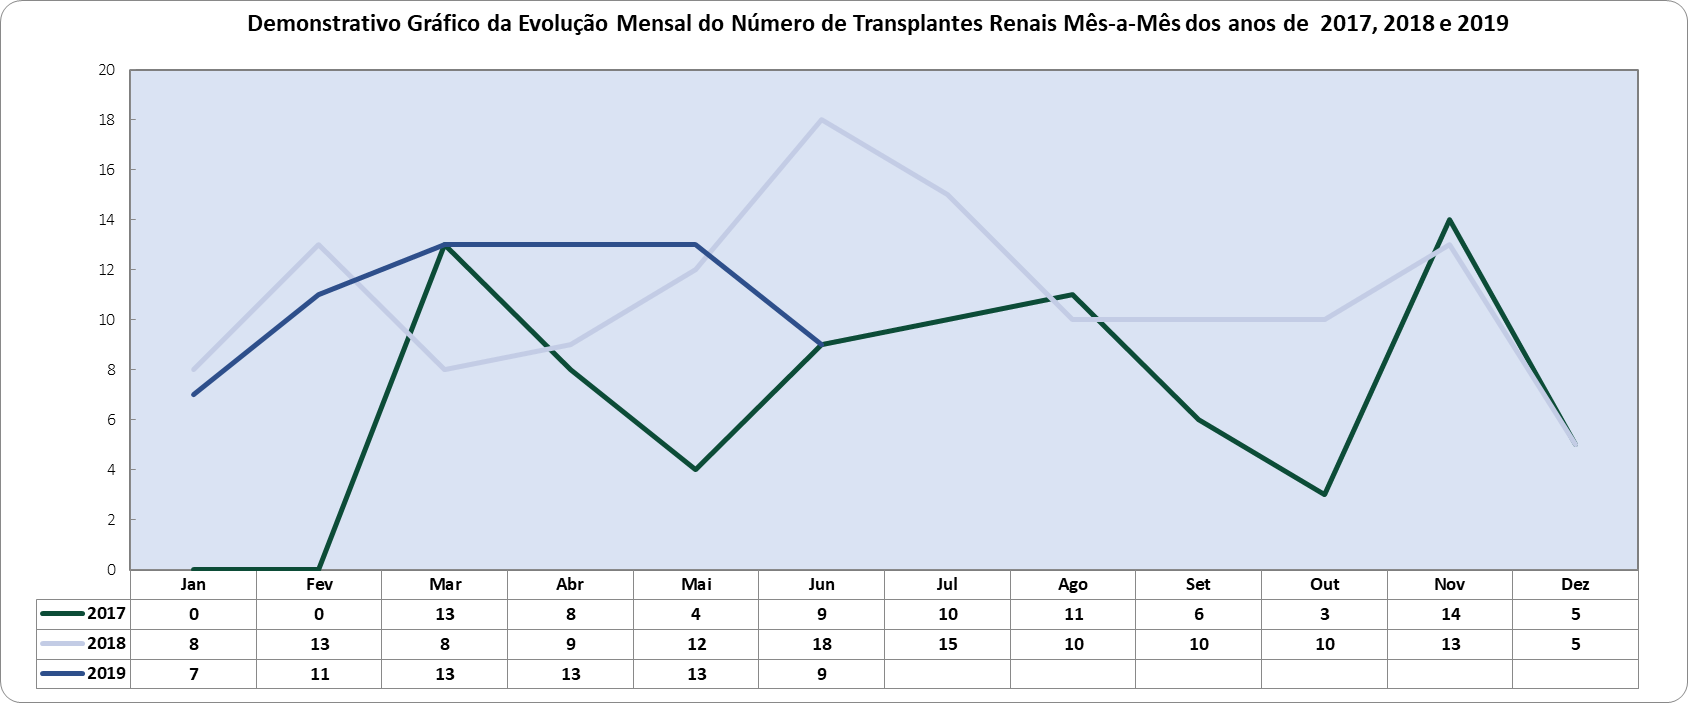 Demonstrativo Gráfico da Evolução Mensal do Número de Transplantes Renais Mês-a-Mês dos anos de 2017, 2018 e 2019
20
18
16
14
12
10
8
6
4
2
0
Jan Fev Mar Abr Mai Jun Jul Ago Set Out Nov Dez
2017 0 0 13 8 4 9 10 11 6 3 14 5
2018 8 13 8 9 12 18 15 10 10 10 13 5
2019 7 11 13 13 13 9